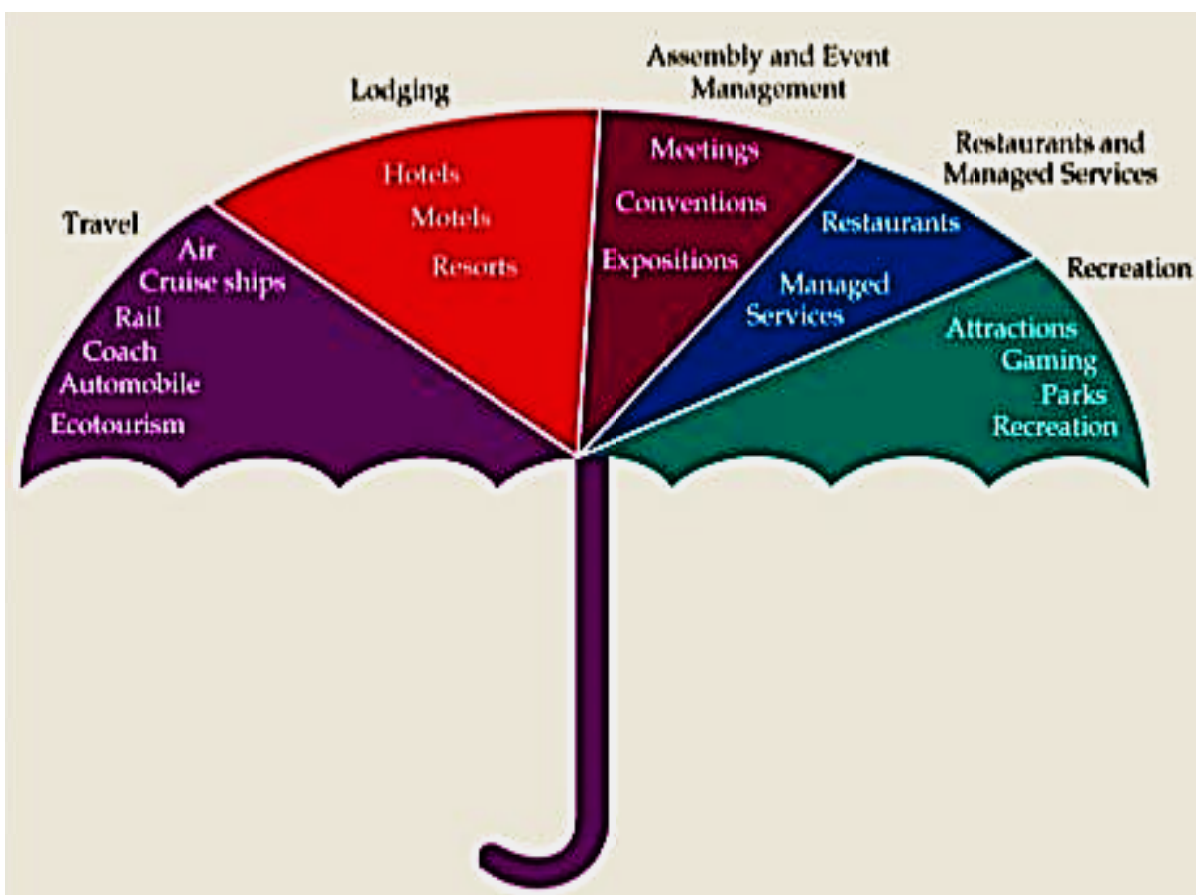 Travel
Air
Cruise ships
Rail
Coach
Automobile
Ecotourism
Lodging
Hotels
Motels
Resorts
Assembly and Event
Management
Meetings
Conventions
Expositions
Restaurants and
Managed Services
Restaurants
Managed
Services
Recreation
Attractions
Gaming
Parks
Recreation